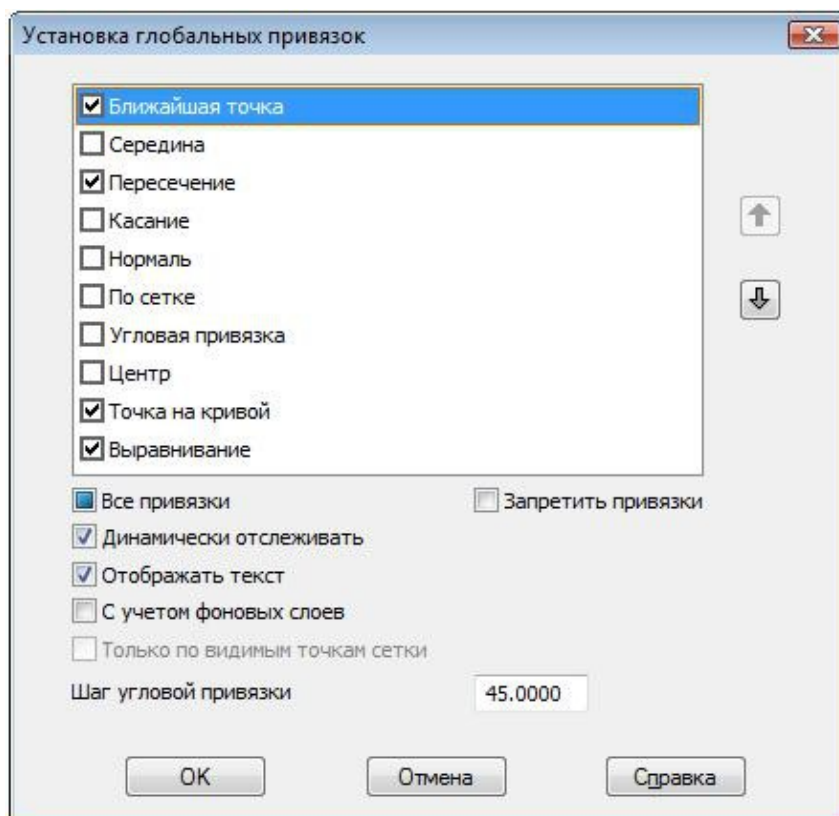 Установка глобальных привязок
Ближайшая точка
Середина
Пересечение
Касание
Нормаль
По сетке
Угловая привязка
Центр
Точка на кривой
Выравнивание
Все привязки
Запретить привязки
Динамически отслеживать
Отображать текст
С учетом фоновых слоев
Только по видимым точкам сетки
Шаг угловой привязки 45.0000
OK Отмена Справка